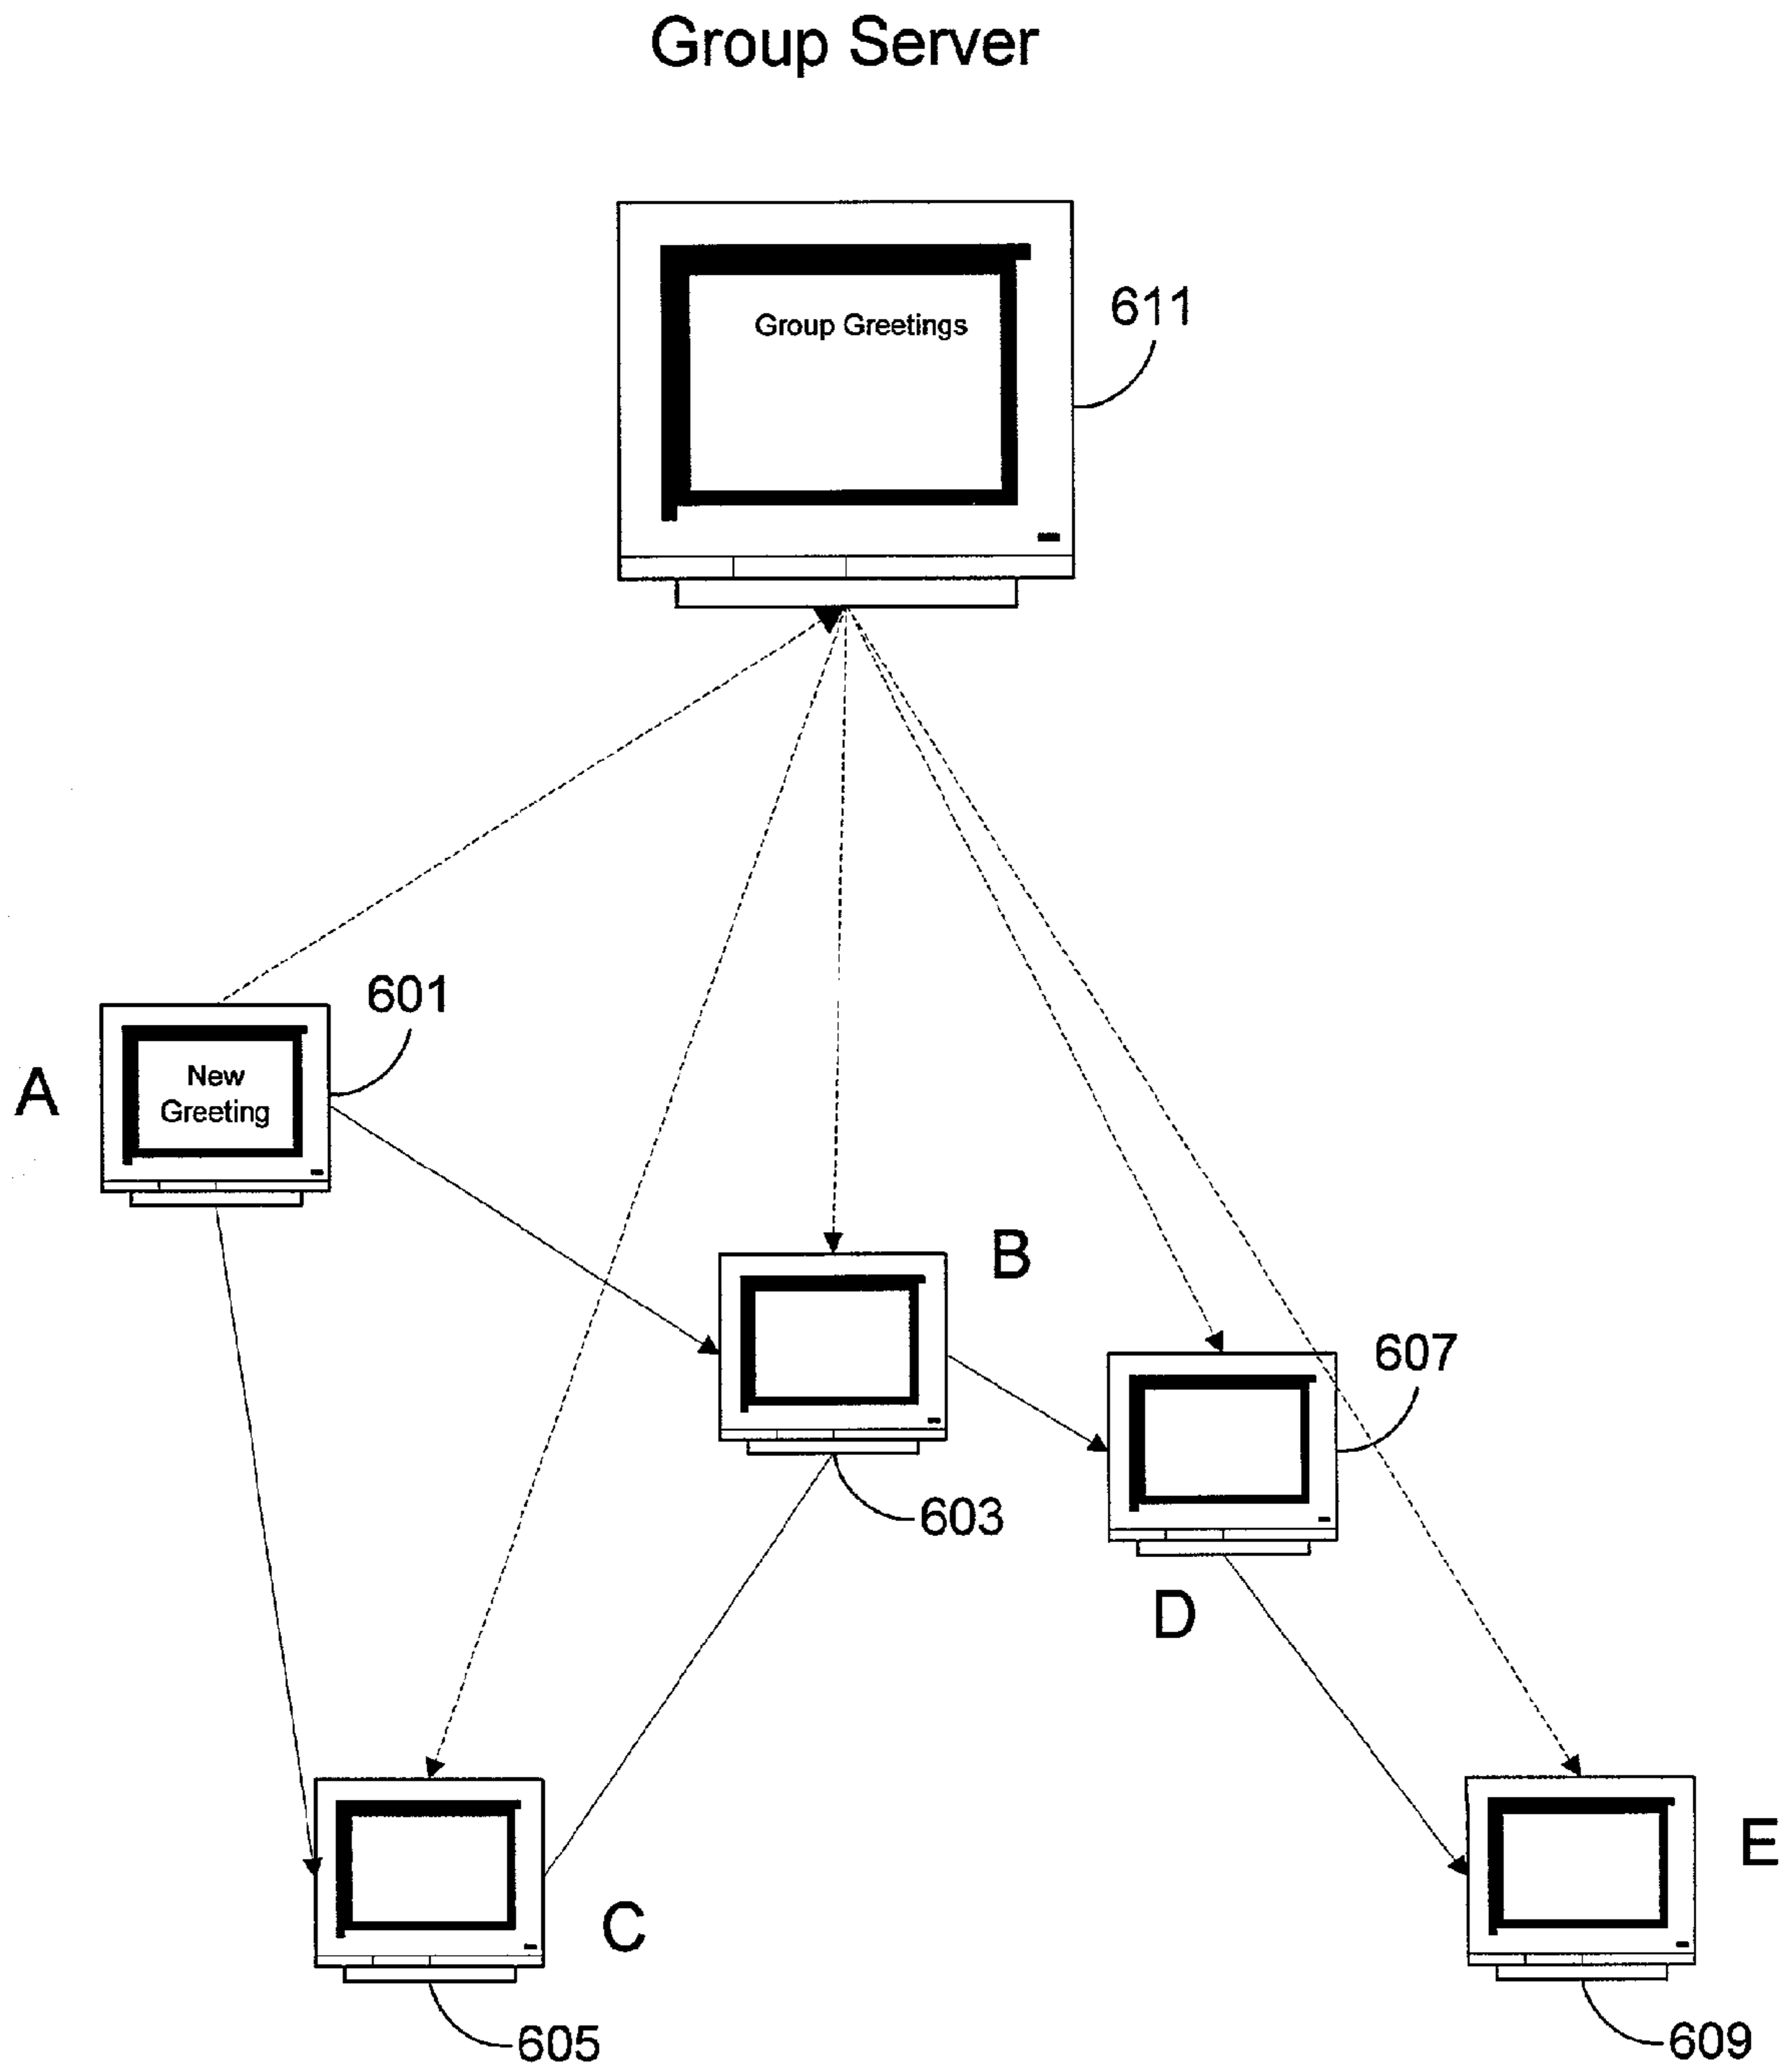 Group Server
Group Greetings
611
601
A
New
Greeting
B
607
603
D
E
C
605
609